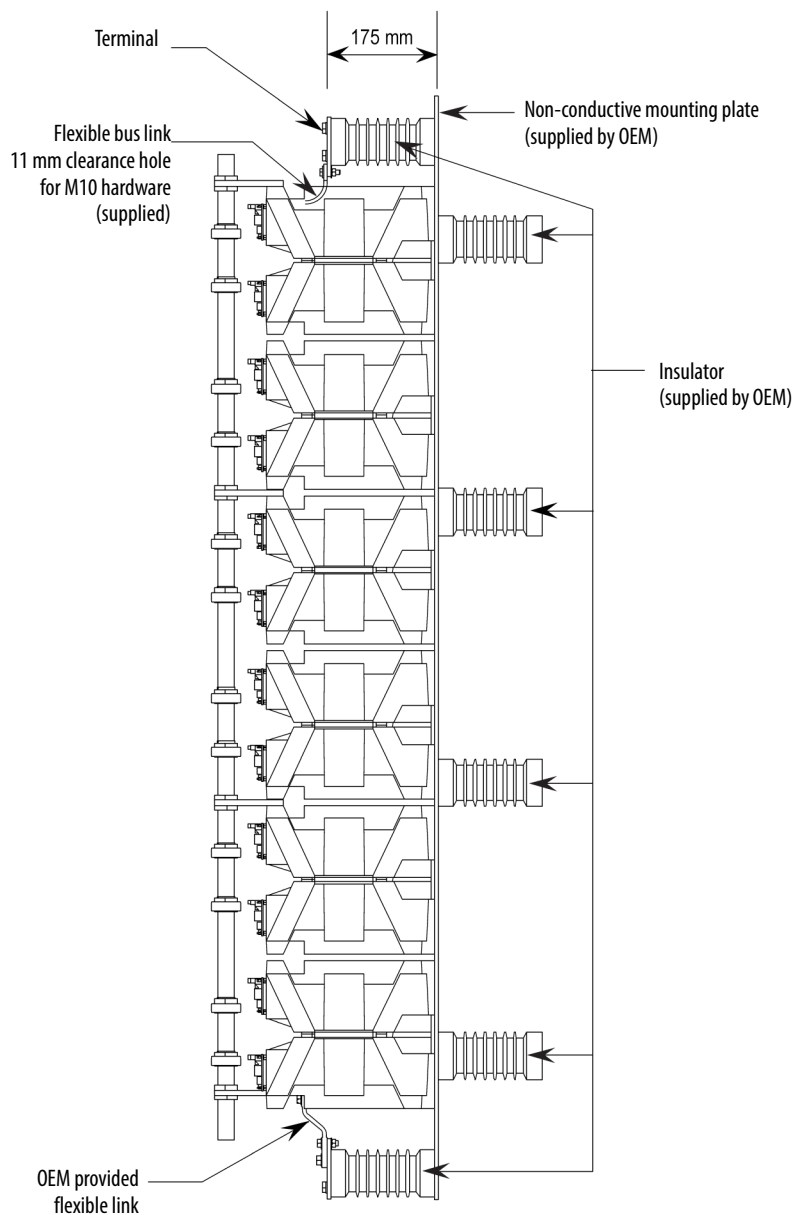 Terminal
175 mm
Non-conductive mounting plate
(supplied by OEM)
Flexible bus link
11 mm clearance hole
for M10 hardware
(supplied)
Insulator
(supplied by OEM)
OEM provided
flexible link